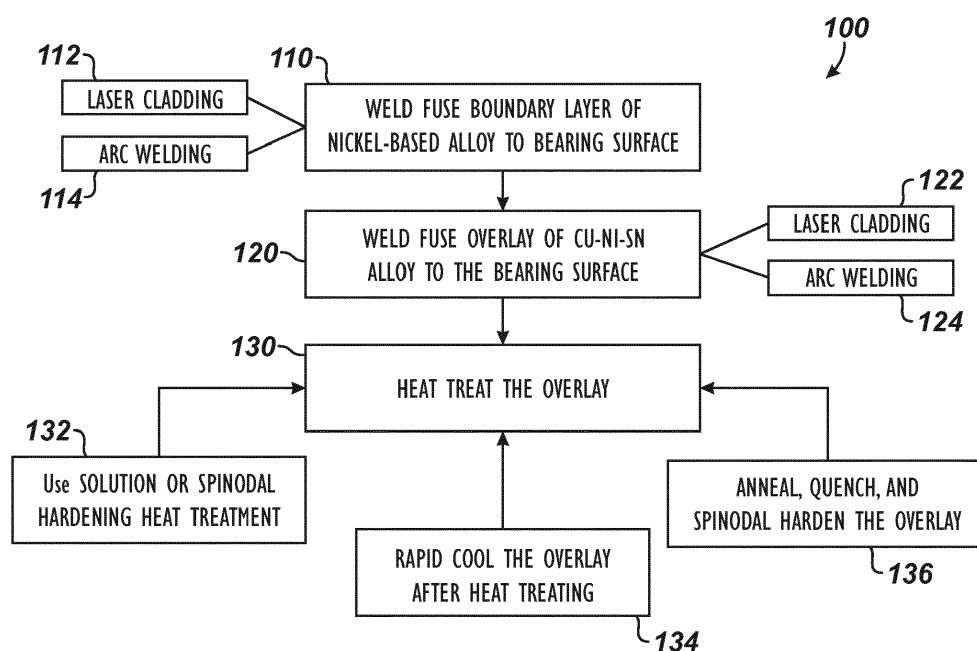 100
112
LASER CLADDING
ARC WELDING
114
110
WELD FUSE BOUNDARY LAYER OF
NICKEL-BASED ALLOY TO BEARING SURFACE
120
WELD FUSE OVERLAY OF CU-NI-SN
ALLOY TO THE BEARING SURFACE
122
LASER CLADDING
ARC WELDING
124
130
HEAT TREAT THE OVERLAY
132
Use SOLUTION OR SPINODAL
HARDENING HEAT TREATMENT
RAPID COOL THE OVERLAY
AFTER HEAT TREATING
134
ANNEAL, QUENCH, AND
SPINODAL HARDEN THE OVERLAY
136